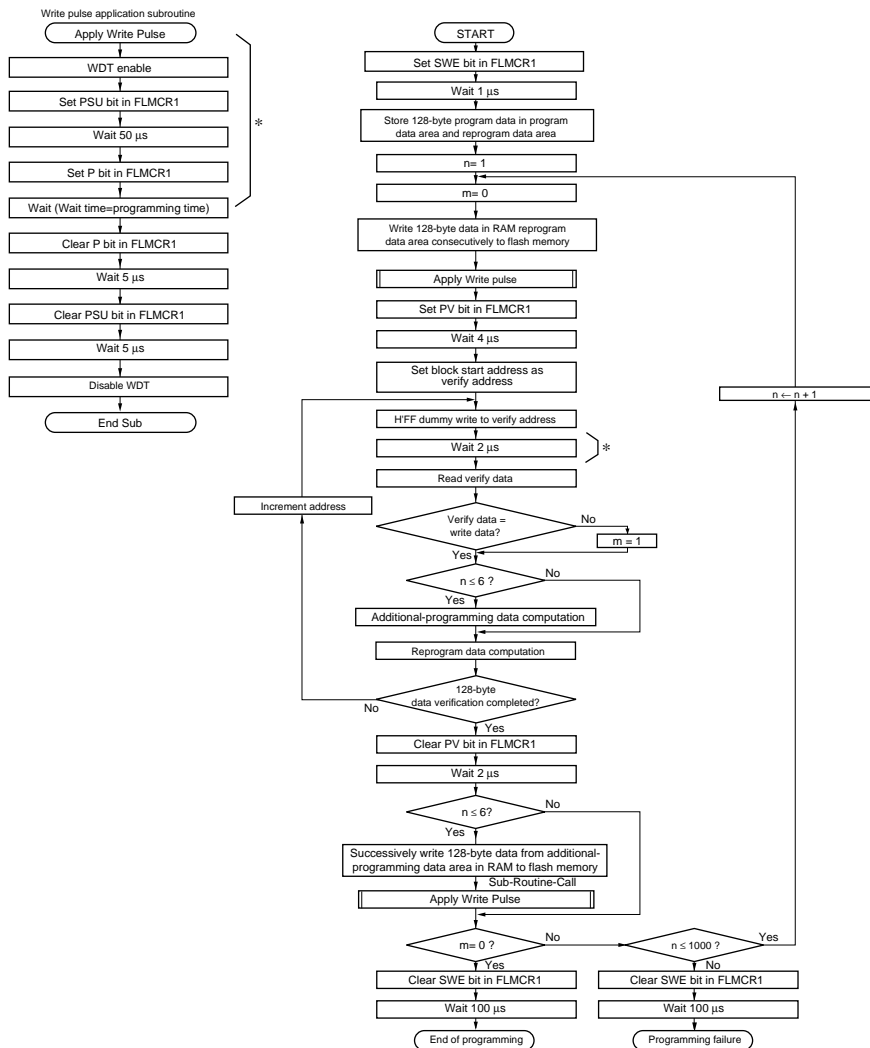 Write pulse application subroutine
Apply Write Pulse
WDT enable
Set PSU bit in FLMCR1
Wait 50 µs
Set P bit in FLMCR1
Wait (Wait time=programming time)
Clear P bit in FLMCR1
Wait 5 µs
Clear PSU bit in FLMCR1
Wait 5 µs
Disable WDT
End Sub
*
START
Set SWE bit in FLMCR1
Wait 1 µs
Store 128-byte program data in program
data area and reprogram data area
n= 1
m= 0
Write 128-byte data in RAM reprogram
data area consecutively to flash memory
Apply Write pulse
Set PV bit in FLMCR1
Wait 4 µs
Set block start address as
verify address
n ← n + 1
H'FF dummy write to verify address
Wait 2 µs
*
Read verify data
Increment address
Verify data =
write data?
No
m = 1
Yes
n ≤ 6 ?
No
Yes
Additional-programming data computation
Reprogram data computation
128-byte
data verification completed?
No
Yes
Clear PV bit in FLMCR1
Wait 2 µs
n ≤ 6?
No
Yes
Successively write 128-byte data from additional-
programming data area in RAM to flash memory
Sub-Routine-Call
Apply Write Pulse
m= 0 ?
No
n ≤ 1000 ?
Yes
Yes
No
Clear SWE bit in FLMCR1
Clear SWE bit in FLMCR1
Wait 100 µs
Wait 100 µs
End of programming
Programming failure